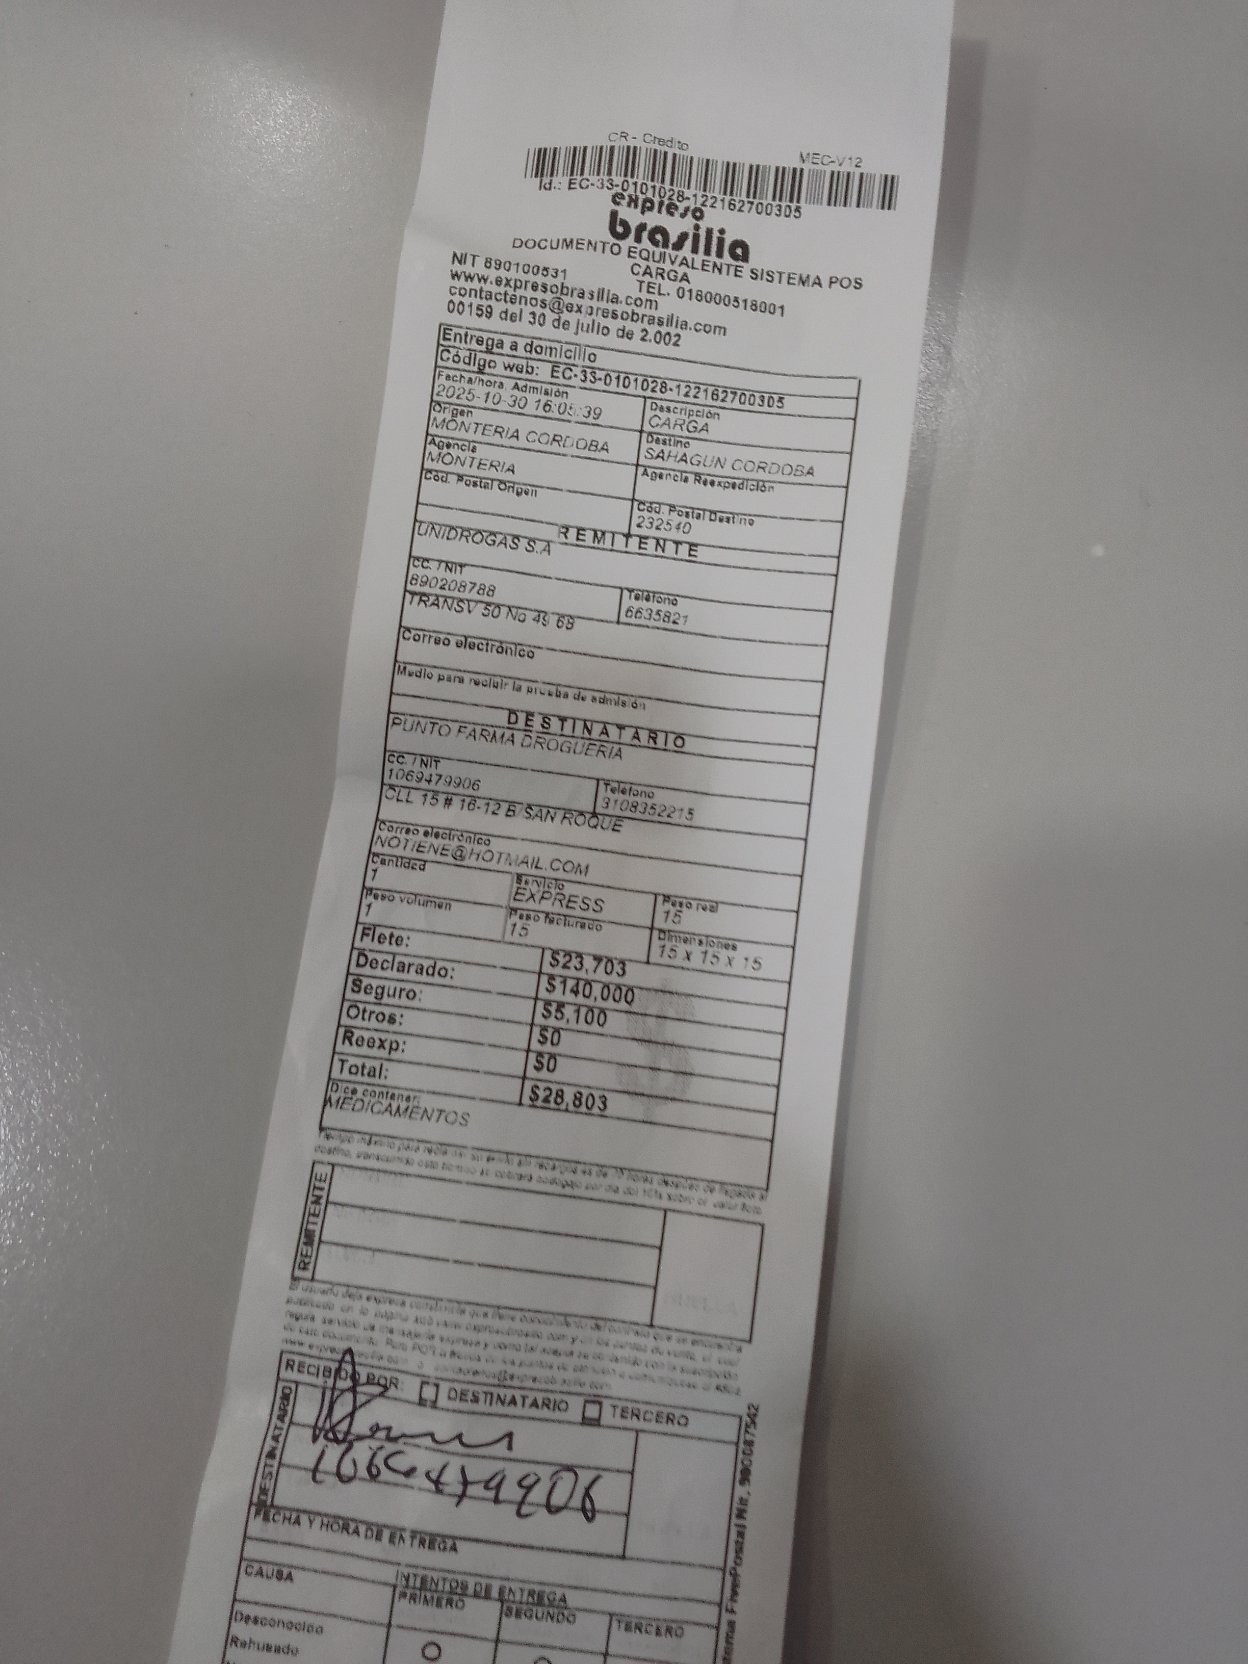 CR - Credito MEC-V12
Id.: EC-33-0101028-122162700305
expreso
brasilia
DOCUMENTO EQUIVALENTE SISTEMA POS
CARGA
NIT 890100531 TEL. 018000518001
www.expresobrasilia.com
contactenos@expresobrasilia.com
00159 del 30 de julio de 2.002
Entrega a domicilio
Código web: EC-33-0101028-122162700305
Fecha/hora Admisión Descripción
2025-10-30 16:05:39 CARGA
Origen Destino
MONTERIA CORDOBA SAHAGUN CORDOBA
Agencia Agencia Reexpedición
MONTERIA
Cód. Postal Origen Cód. Postal Destino
232540
REMITENTE
UNIDROGAS S.A
CC. / NIT Teléfono
890208788 6635821
TRANSV 50 No 49 68
Correo electrónico
Medio para recibir la prueba de admisión
DESTINATARIO
PUNTO FARMA DROGUERIA
CC. / NIT Teléfono
1069479906 3108352215
CLL 15 # 16-12 B/SAN ROQUE
Correo electrónico
NOTIENE@HOTMAIL.COM
Cantidad Servicio Peso real
1 EXPRESS 15
Peso volumen Peso facturado Dimensiones
1 15 15 x 15 x 15
Flete: $23,703
Declarado: $140,000
Seguro: $5,100
Otros: $0
Reexp: $0
Total: $28,803
Dice contener:
MEDICAMENTOS
REMITENTE
RECIBIDO POR: DESTINATARIO TERCERO
DESTINATARIO
FECHA Y HORA DE ENTREGA
CAUSA INTENTOS DE ENTREGA
PRIMERO SEGUNDO TERCERO
Desconocido
Rehusado
FivePostal Nit. 900087542